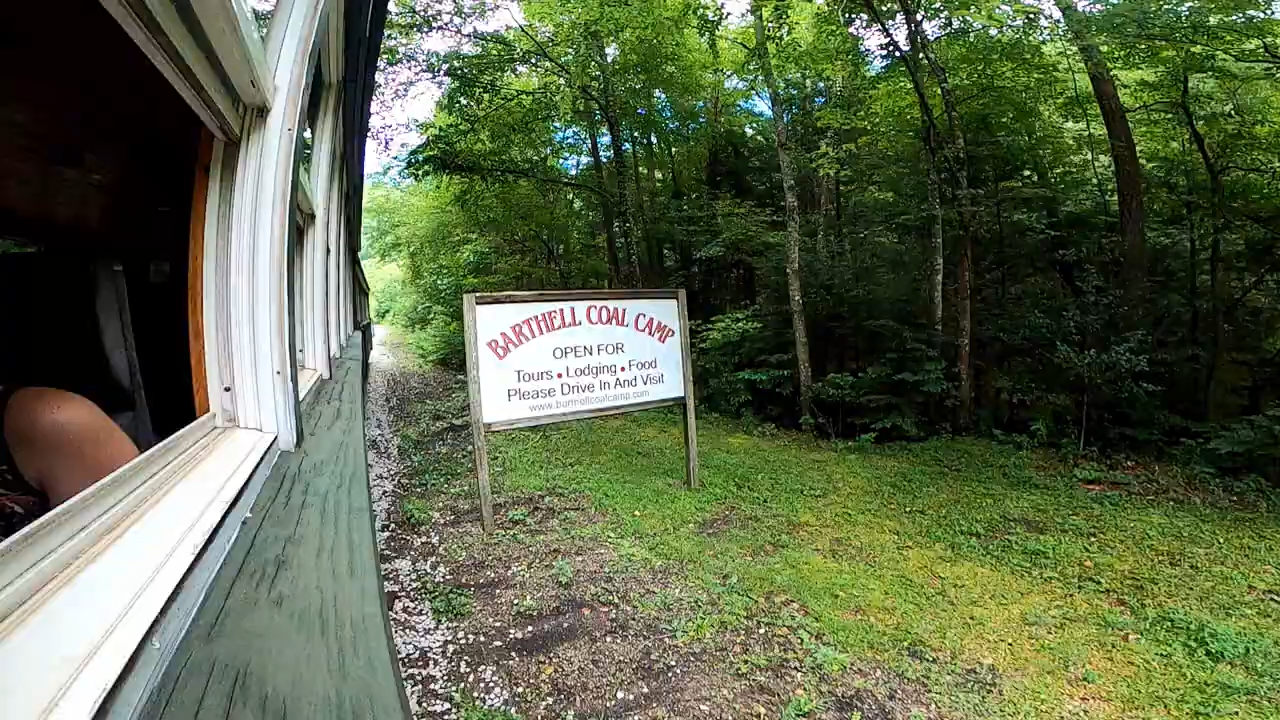 BARTHELL COAL CAMP
OPEN FOR
Tours • Lodging • Food
Please Drive In And Visit
www.barthellcoalcamp.com